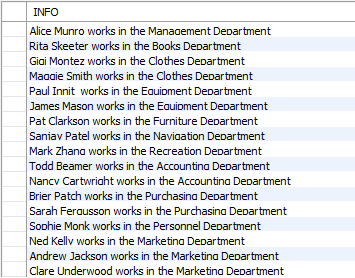 INFO
Alice Munro works in the Management Department
Rita Skeeter works in the Books Department
Gigi Montez works in the Clothes Department
Maggie Smith works in the Clothes Department
Paul Innit works in the Equipment Department
James Mason works in the Equipment Department
Pat Clarkson works in the Furniture Department
Sanjay Patel works in the Navigation Department
Mark Zhang works in the Recreation Department
Todd Beamer works in the Accounting Department
Nancy Cartwright works in the Accounting Department
Brier Patch works in the Purchasing Department
Sarah Fergusson works in the Purchasing Department
Sophie Monk works in the Personnel Department
Ned Kelly works in the Marketing Department
Andrew Jackson works in the Marketing Department
Clare Underwood works in the Marketing Department